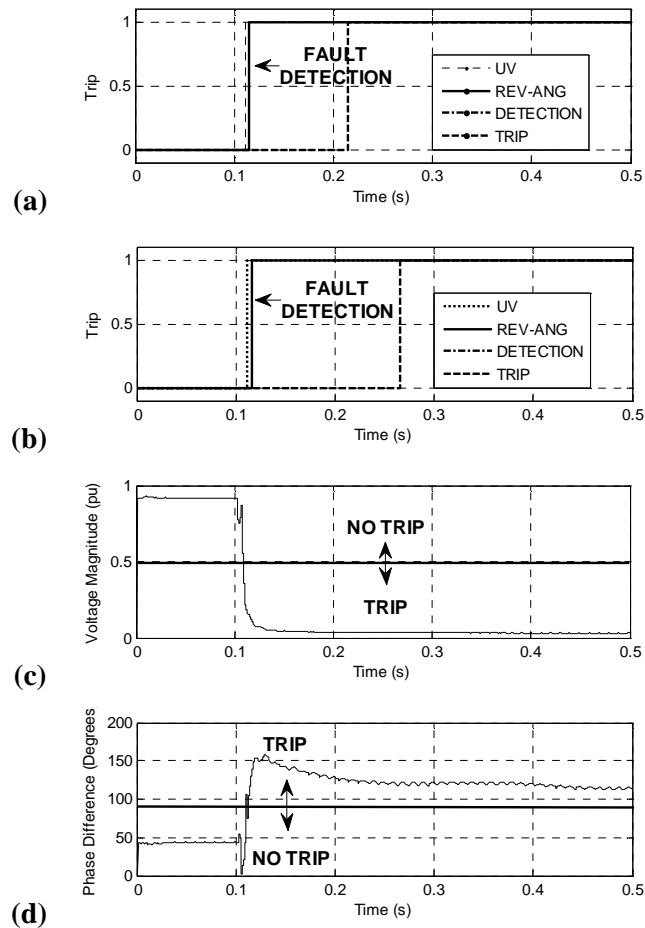 1
0.5
0
Trip
FAULT
DETECTION
UV
REV-ANG
DETECTION
TRIP
0 0.1 0.2 0.3 0.4 0.5
Time (s)
(a)
1
0.5
0
Trip
FAULT
DETECTION
UV
REV-ANG
DETECTION
TRIP
0 0.1 0.2 0.3 0.4 0.5
Time (s)
(b)
1
0.5
0
Voltage Magnitude (pu)
NO TRIP
TRIP
0 0.1 0.2 0.3 0.4 0.5
Time (s)
(c)
200
150
100
50
0
Phase Difference (Degrees
TRIP
NO TRIP
0 0.1 0.2 0.3 0.4 0.5
Time (s)
(d)